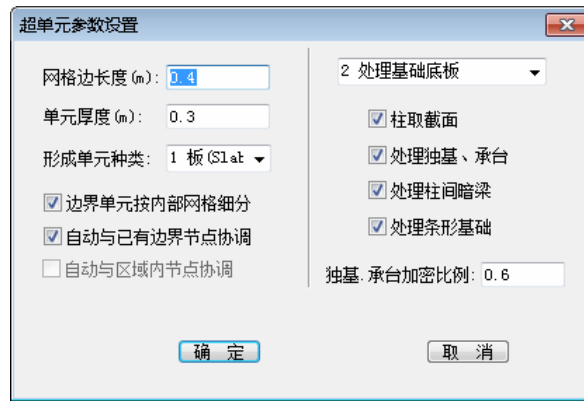 超单元参数设置
网格边长度(m): 0.4
单元厚度(m): 0.3
形成单元种类: 1 板(Slab
边界单元按内部网格细分
自动与已有边界节点协调
自动与区域内节点协调
2 处理基础底板
柱取截面
处理独基、承台
处理柱间暗梁
处理条形基础
独基.承台加密比例: 0.6
确 定
取 消